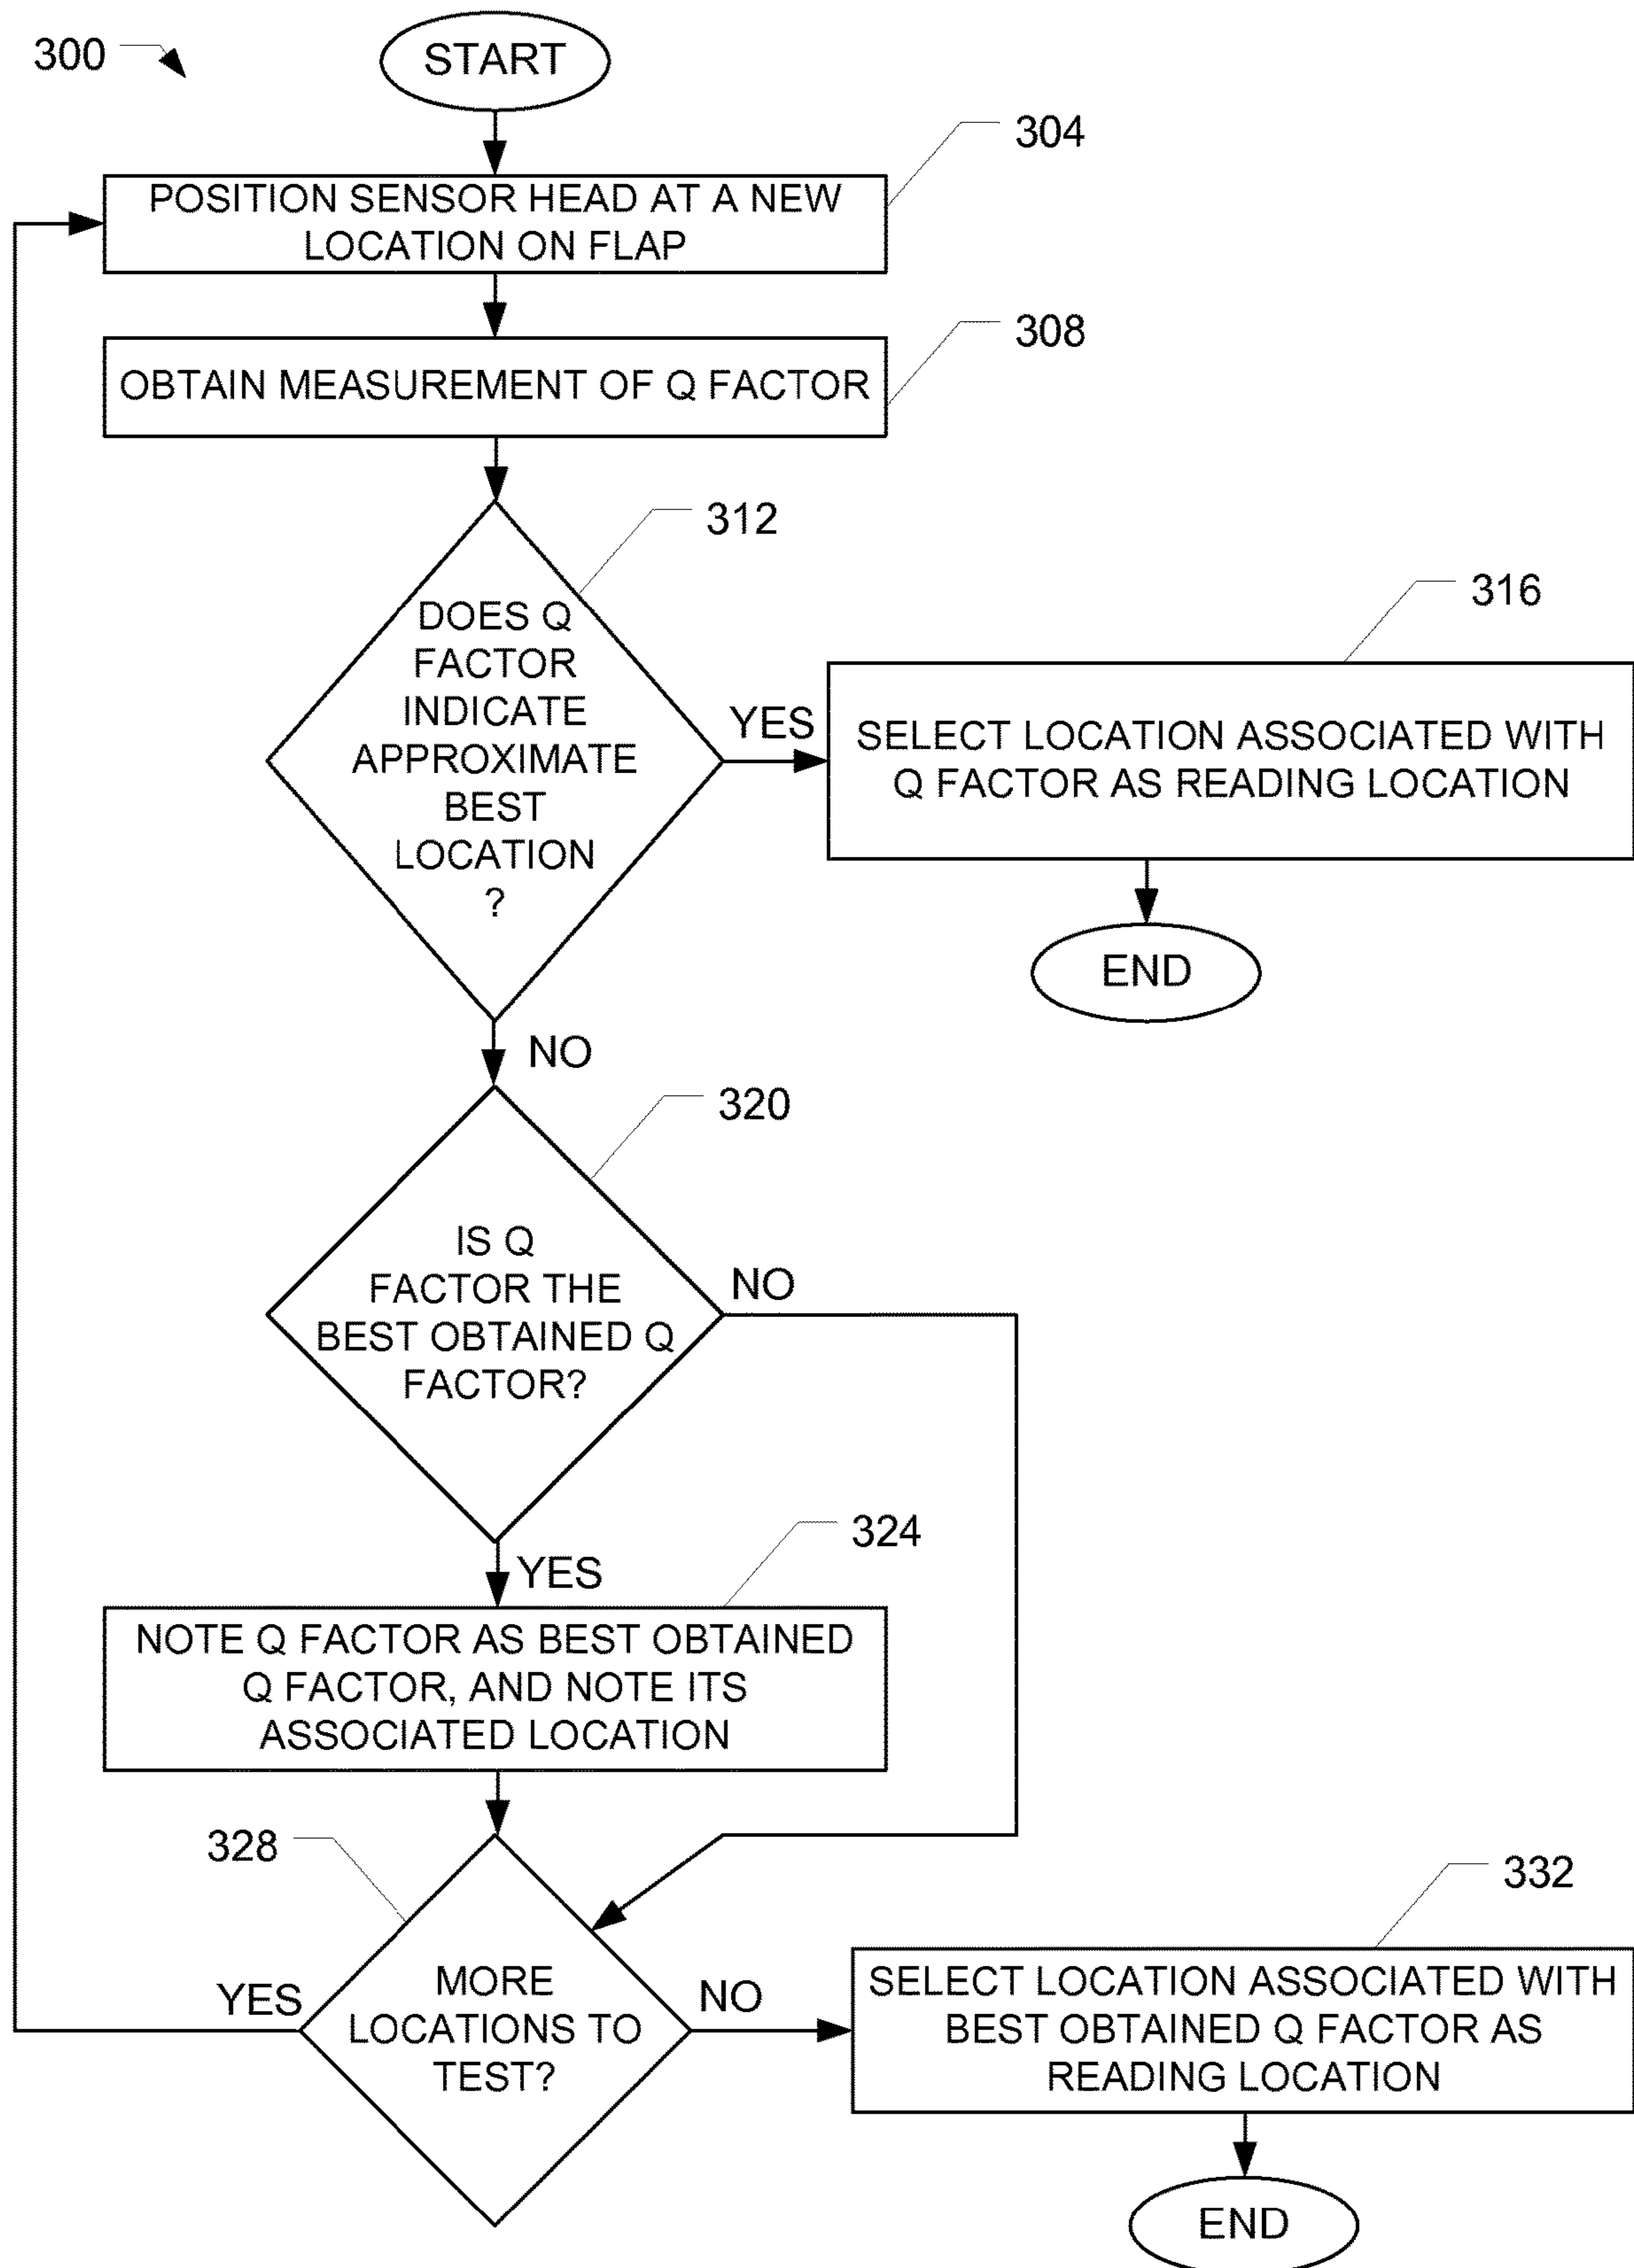 300
START
304
POSITION SENSOR HEAD AT A NEW
LOCATION ON FLAP
308
OBTAIN MEASUREMENT OF Q FACTOR
312
DOES Q
FACTOR
INDICATE
APPROXIMATE
BEST
LOCATION
?
YES
316
SELECT LOCATION ASSOCIATED WITH
Q FACTOR AS READING LOCATION
END
NO
320
IS Q
FACTOR THE
BEST OBTAINED Q
FACTOR?
NO
YES
324
NOTE Q FACTOR AS BEST OBTAINED
Q FACTOR, AND NOTE ITS
ASSOCIATED LOCATION
328
MORE
LOCATIONS TO
TEST?
YES
NO
332
SELECT LOCATION ASSOCIATED WITH
BEST OBTAINED Q FACTOR AS
READING LOCATION
END